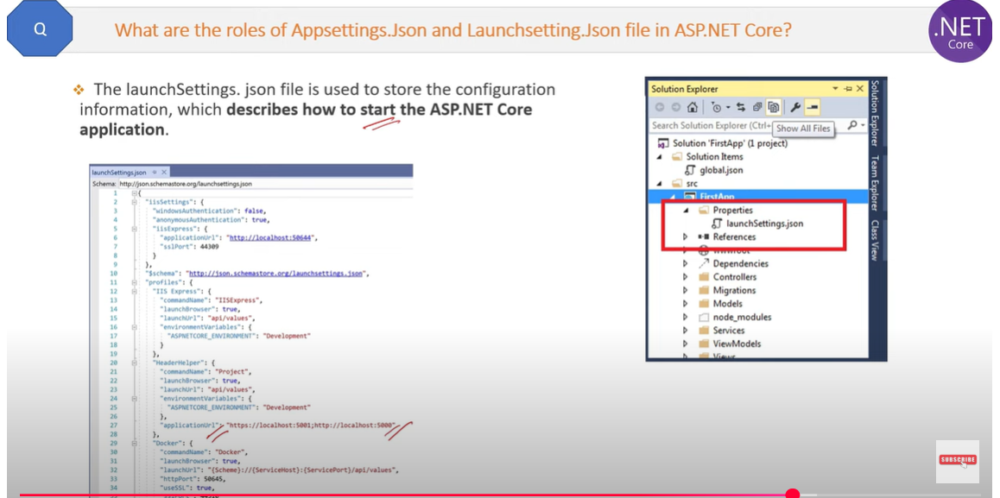 Q
What are the roles of Appsettings.Json and Launchsetting.Json file in ASP.NET Core?
.NET
Core
❖ The launchSettings. json file is used to store the configuration
information, which describes how to start the ASP.NET Core
application.
launchSettings.json
Schema: http://json.schemastore.org/launchsettings.json
1 {
2 "iisSettings": {
3 "windowsAuthentication": false,
4 "anonymousAuthentication": true,
5 "iisExpress": {
6 "applicationUrl": "http://localhost:50644",
7 "sslPort": 44309
8 }
9 },
10 "$schema": "http://json.schemastore.org/launchsettings.json",
11 "profiles": {
12 "IIS Express": {
13 "commandName": "IISExpress",
14 "launchBrowser": true,
15 "launchUrl": "api/values",
16 "environmentVariables": {
17 "ASPNETCORE_ENVIRONMENT": "Development"
18 }
19 },
20 "HeaderHelper": {
21 "commandName": "Project",
22 "launchBrowser": true,
23 "launchUrl": "api/values",
24 "environmentVariables": {
25 "ASPNETCORE_ENVIRONMENT": "Development"
26 },
27 "applicationUrl": "https://localhost:5001;http://localhost:5000"
28 },
29 "Docker": {
30 "commandName": "Docker",
31 "launchBrowser": true,
32 "launchUrl": "{Scheme}://{ServiceHost}:{ServicePort}/api/values",
33 "httpPort": 50645,
34 "useSSL": true,
Solution Explorer
Search Solution Explorer (Ctrl+
Show All Files
Solution 'FirstApp' (1 project)
Solution Items
global.json
src
FirstApp
Properties
launchSettings.json
References
wwwroot
Dependencies
Controllers
Migrations
Models
node_modules
Services
ViewModels
Views
Solution Explorer
Team Explorer
Class View
SUBSCRIBE